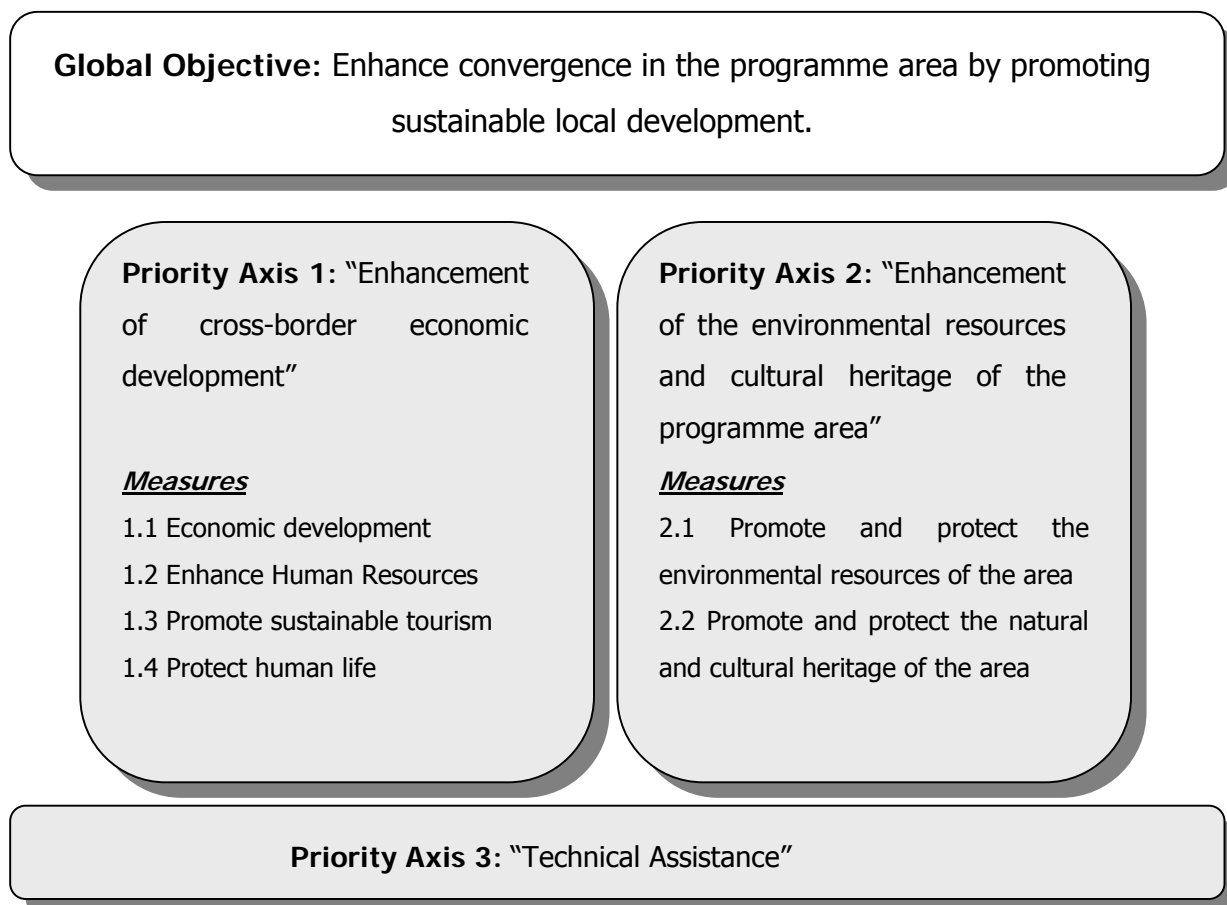 Global Objective: Enhance convergence in the programme area by promoting
sustainable local development.
Priority Axis 1: “Enhancement
of cross-border economic
development”
Measures
1.1 Economic development
1.2 Enhance Human Resources
1.3 Promote sustainable tourism
1.4 Protect human life
Priority Axis 2: “Enhancement
of the environmental resources
and cultural heritage of the
programme area”
Measures
2.1 Promote and protect the
environmental resources of the area
2.2 Promote and protect the natural
and cultural heritage of the area
Priority Axis 3: “Technical Assistance”